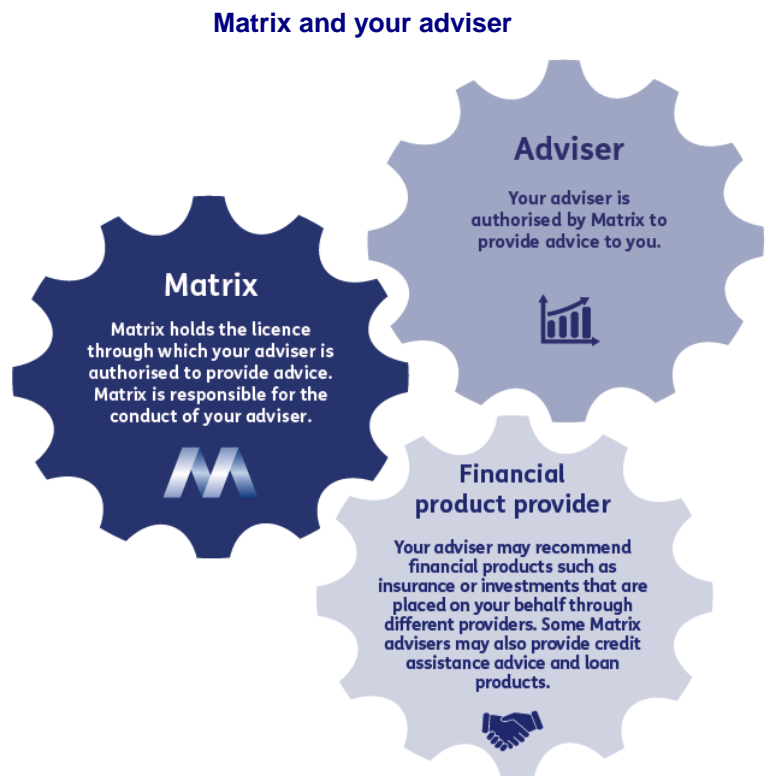 Matrix and your adviser
Adviser
Your adviser is
authorised by Matrix to
provide advice to you.
Matrix
Matrix holds the licence
through which your adviser is
authorised to provide advice.
Matrix is responsible for the
conduct of your adviser.
Financial
product provider
Your adviser may recommend
financial products such as
insurance or investments that are
placed on your behalf through
different providers. Some Matrix
advisers may also provide credit
assistance advice and loan
products.